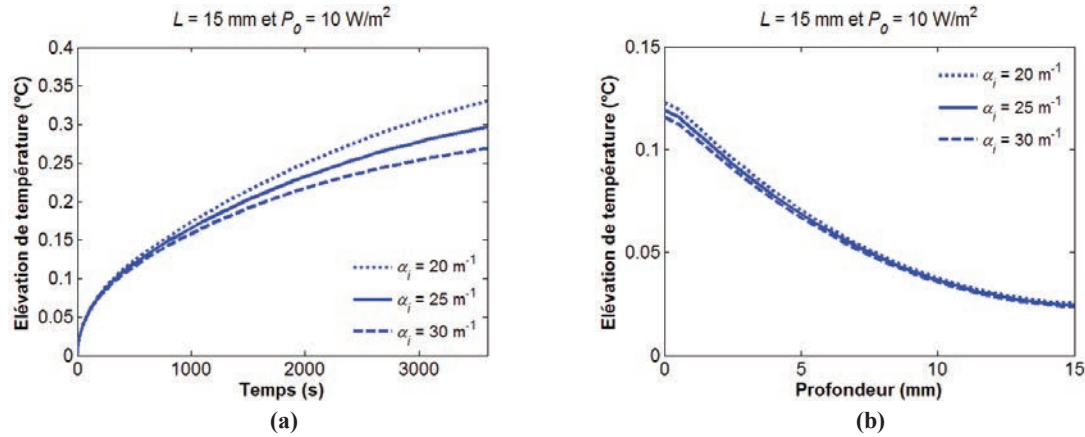 L = 15 mm et P₀ = 10 W/m²
Elévation de température (°C)
0.4
0.35
0.3
0.25
0.2
0.15
0.1
0.05
0
αᵢ = 20 m⁻¹
αᵢ = 25 m⁻¹
αᵢ = 30 m⁻¹
0 1000 2000 3000
Temps (s)
(a)
L = 15 mm et P₀ = 10 W/m²
Elévation de température (°C)
0.15
0.1
0.05
0
αᵢ = 20 m⁻¹
αᵢ = 25 m⁻¹
αᵢ = 30 m⁻¹
0 5 10 15
Profondeur (mm)
(b)